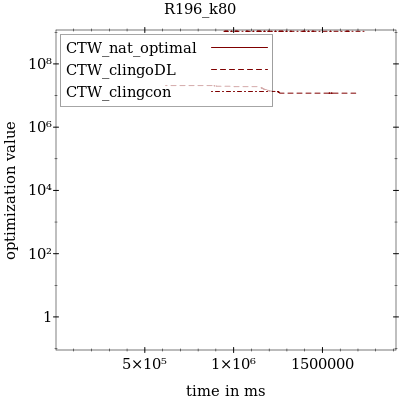 R196_k80
CTW_nat_optimal
CTW_clingoDL
CTW_clingcon
optimization value
10⁸
10⁶
10⁴
10²
1
5×10⁵ 1×10⁶ 1500000
time in ms